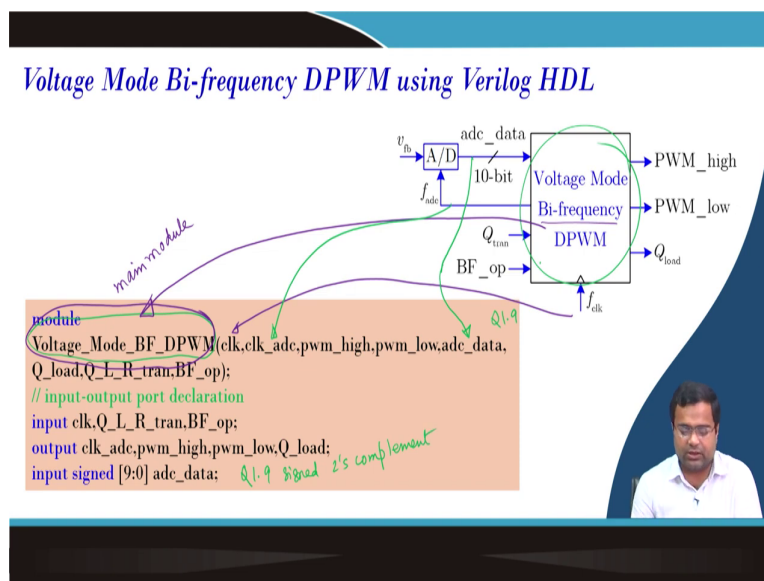 Voltage Mode Bi-frequency DPWM using Verilog HDL
v_fb
A/D
adc_data
10-bit
f_adc
Q_tran
BF_op
Voltage Mode
Bi-frequency
DPWM
PWM_high
PWM_low
Q_load
f_clk
main module
Q1.9
module
Voltage_Mode_BF_DPWM(clk,clk_adc,pwm_high,pwm_low,adc_data,
Q_load,Q_L_R_tran,BF_op);
// input-output port declaration
input clk,Q_L_R_tran,BF_op;
output clk_adc,pwm_high,pwm_low,Q_load;
input signed [9:0] adc_data;
Q1.9 signed 2's complement